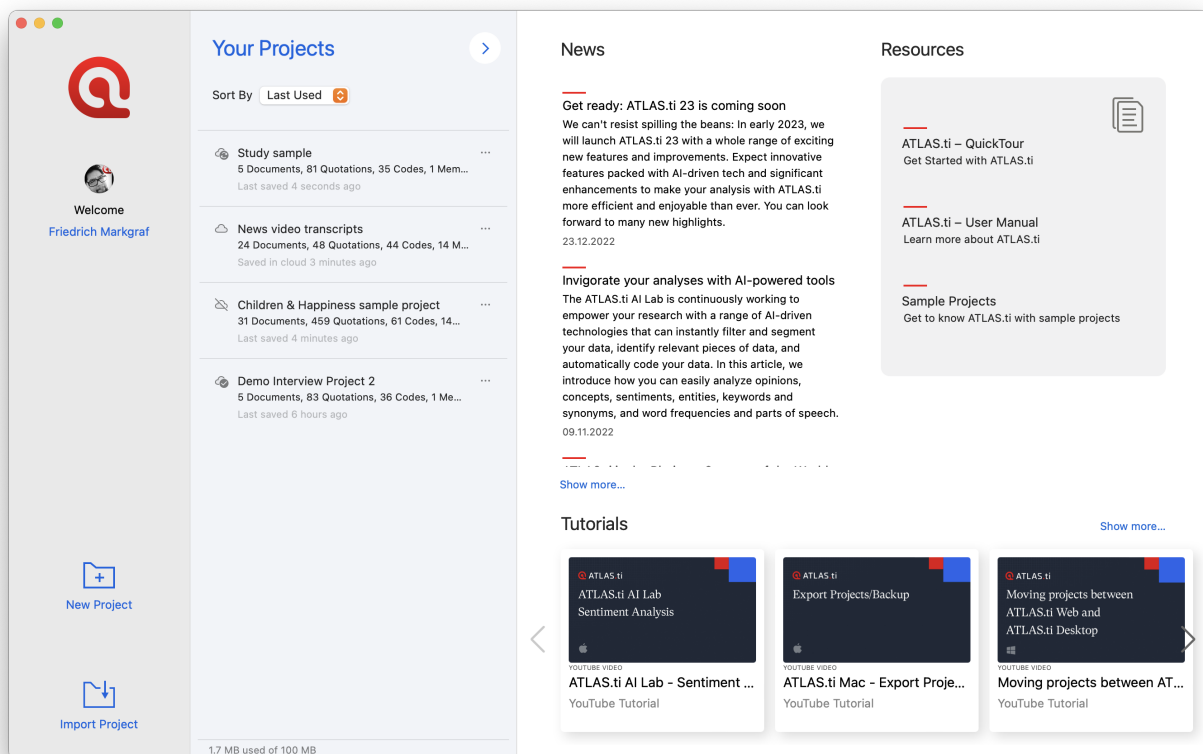 Welcome
Friedrich Markgraf
New Project
Import Project
Your Projects
Sort By Last Used
Study sample
5 Documents, 81 Quotations, 35 Codes, 1 Mem...
Last saved 4 seconds ago
News video transcripts
24 Documents, 48 Quotations, 44 Codes, 14 M...
Saved in cloud 3 minutes ago
Children & Happiness sample project
31 Documents, 459 Quotations, 61 Codes, 14...
Last saved 4 minutes ago
Demo Interview Project 2
5 Documents, 83 Quotations, 36 Codes, 1 Me...
Last saved 6 hours ago
1.7 MB used of 100 MB
News
Get ready: ATLAS.ti 23 is coming soon
We can't resist spilling the beans: In early 2023, we
will launch ATLAS.ti 23 with a whole range of exciting
new features and improvements. Expect innovative
features packed with AI-driven tech and significant
enhancements to make your analysis with ATLAS.ti
more efficient and enjoyable than ever. You can look
forward to many new highlights.
23.12.2022
Invigorate your analyses with AI-powered tools
The ATLAS.ti AI Lab is continuously working to
empower your research with a range of AI-driven
technologies that can instantly filter and segment
your data, identify relevant pieces of data, and
automatically code your data. In this article, we
introduce how you can easily analyze opinions,
concepts, sentiments, entities, keywords and
synonyms, and word frequencies and parts of speech.
09.11.2022
Show more...
Resources
ATLAS.ti – QuickTour
Get Started with ATLAS.ti
ATLAS.ti – User Manual
Learn more about ATLAS.ti
Sample Projects
Get to know ATLAS.ti with sample projects
Tutorials
Show more...
ATLAS.ti
ATLAS.ti AI Lab
Sentiment Analysis
YOUTUBE VIDEO
ATLAS.ti AI Lab - Sentiment ...
YouTube Tutorial
ATLAS.ti
Export Projects/Backup
YOUTUBE VIDEO
ATLAS.ti Mac - Export Proje...
YouTube Tutorial
ATLAS.ti
Moving projects between
ATLAS.ti Web and
ATLAS.ti Desktop
YOUTUBE VIDEO
Moving projects between AT...
YouTube Tutorial